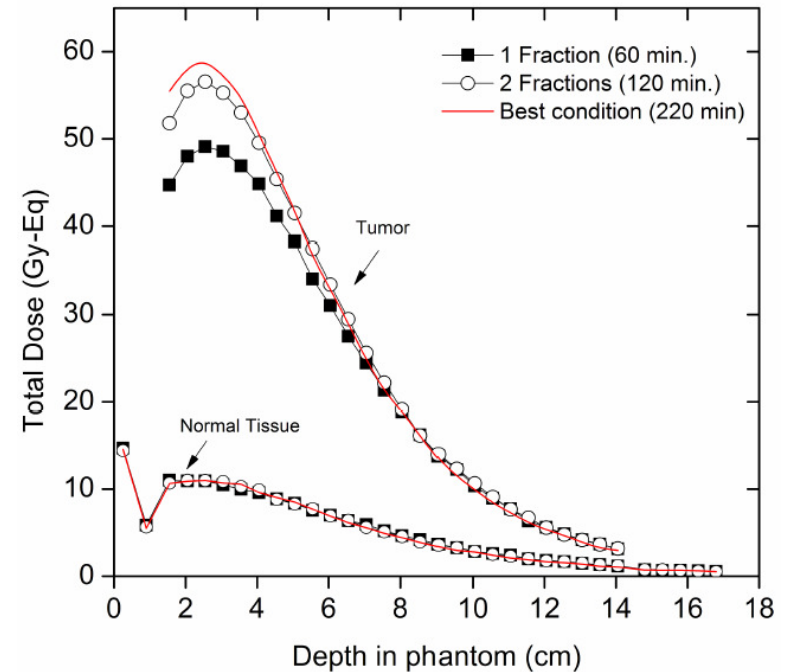 Total Dose (Gy-Eq)
60
50
40
30
20
10
0
1 Fraction (60 min.)
2 Fractions (120 min.)
Best condition (220 min)
Tumor
Normal Tissue
0 2 4 6 8 10 12 14 16 18
Depth in phantom (cm)